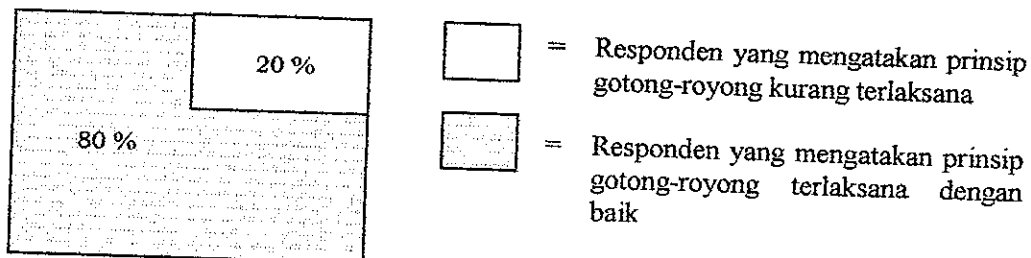 20 %
80 %
= Responden yang mengatakan prinsip
gotong-royong kurang terlaksana
= Responden yang mengatakan prinsip
gotong-royong terlaksana dengan
baik